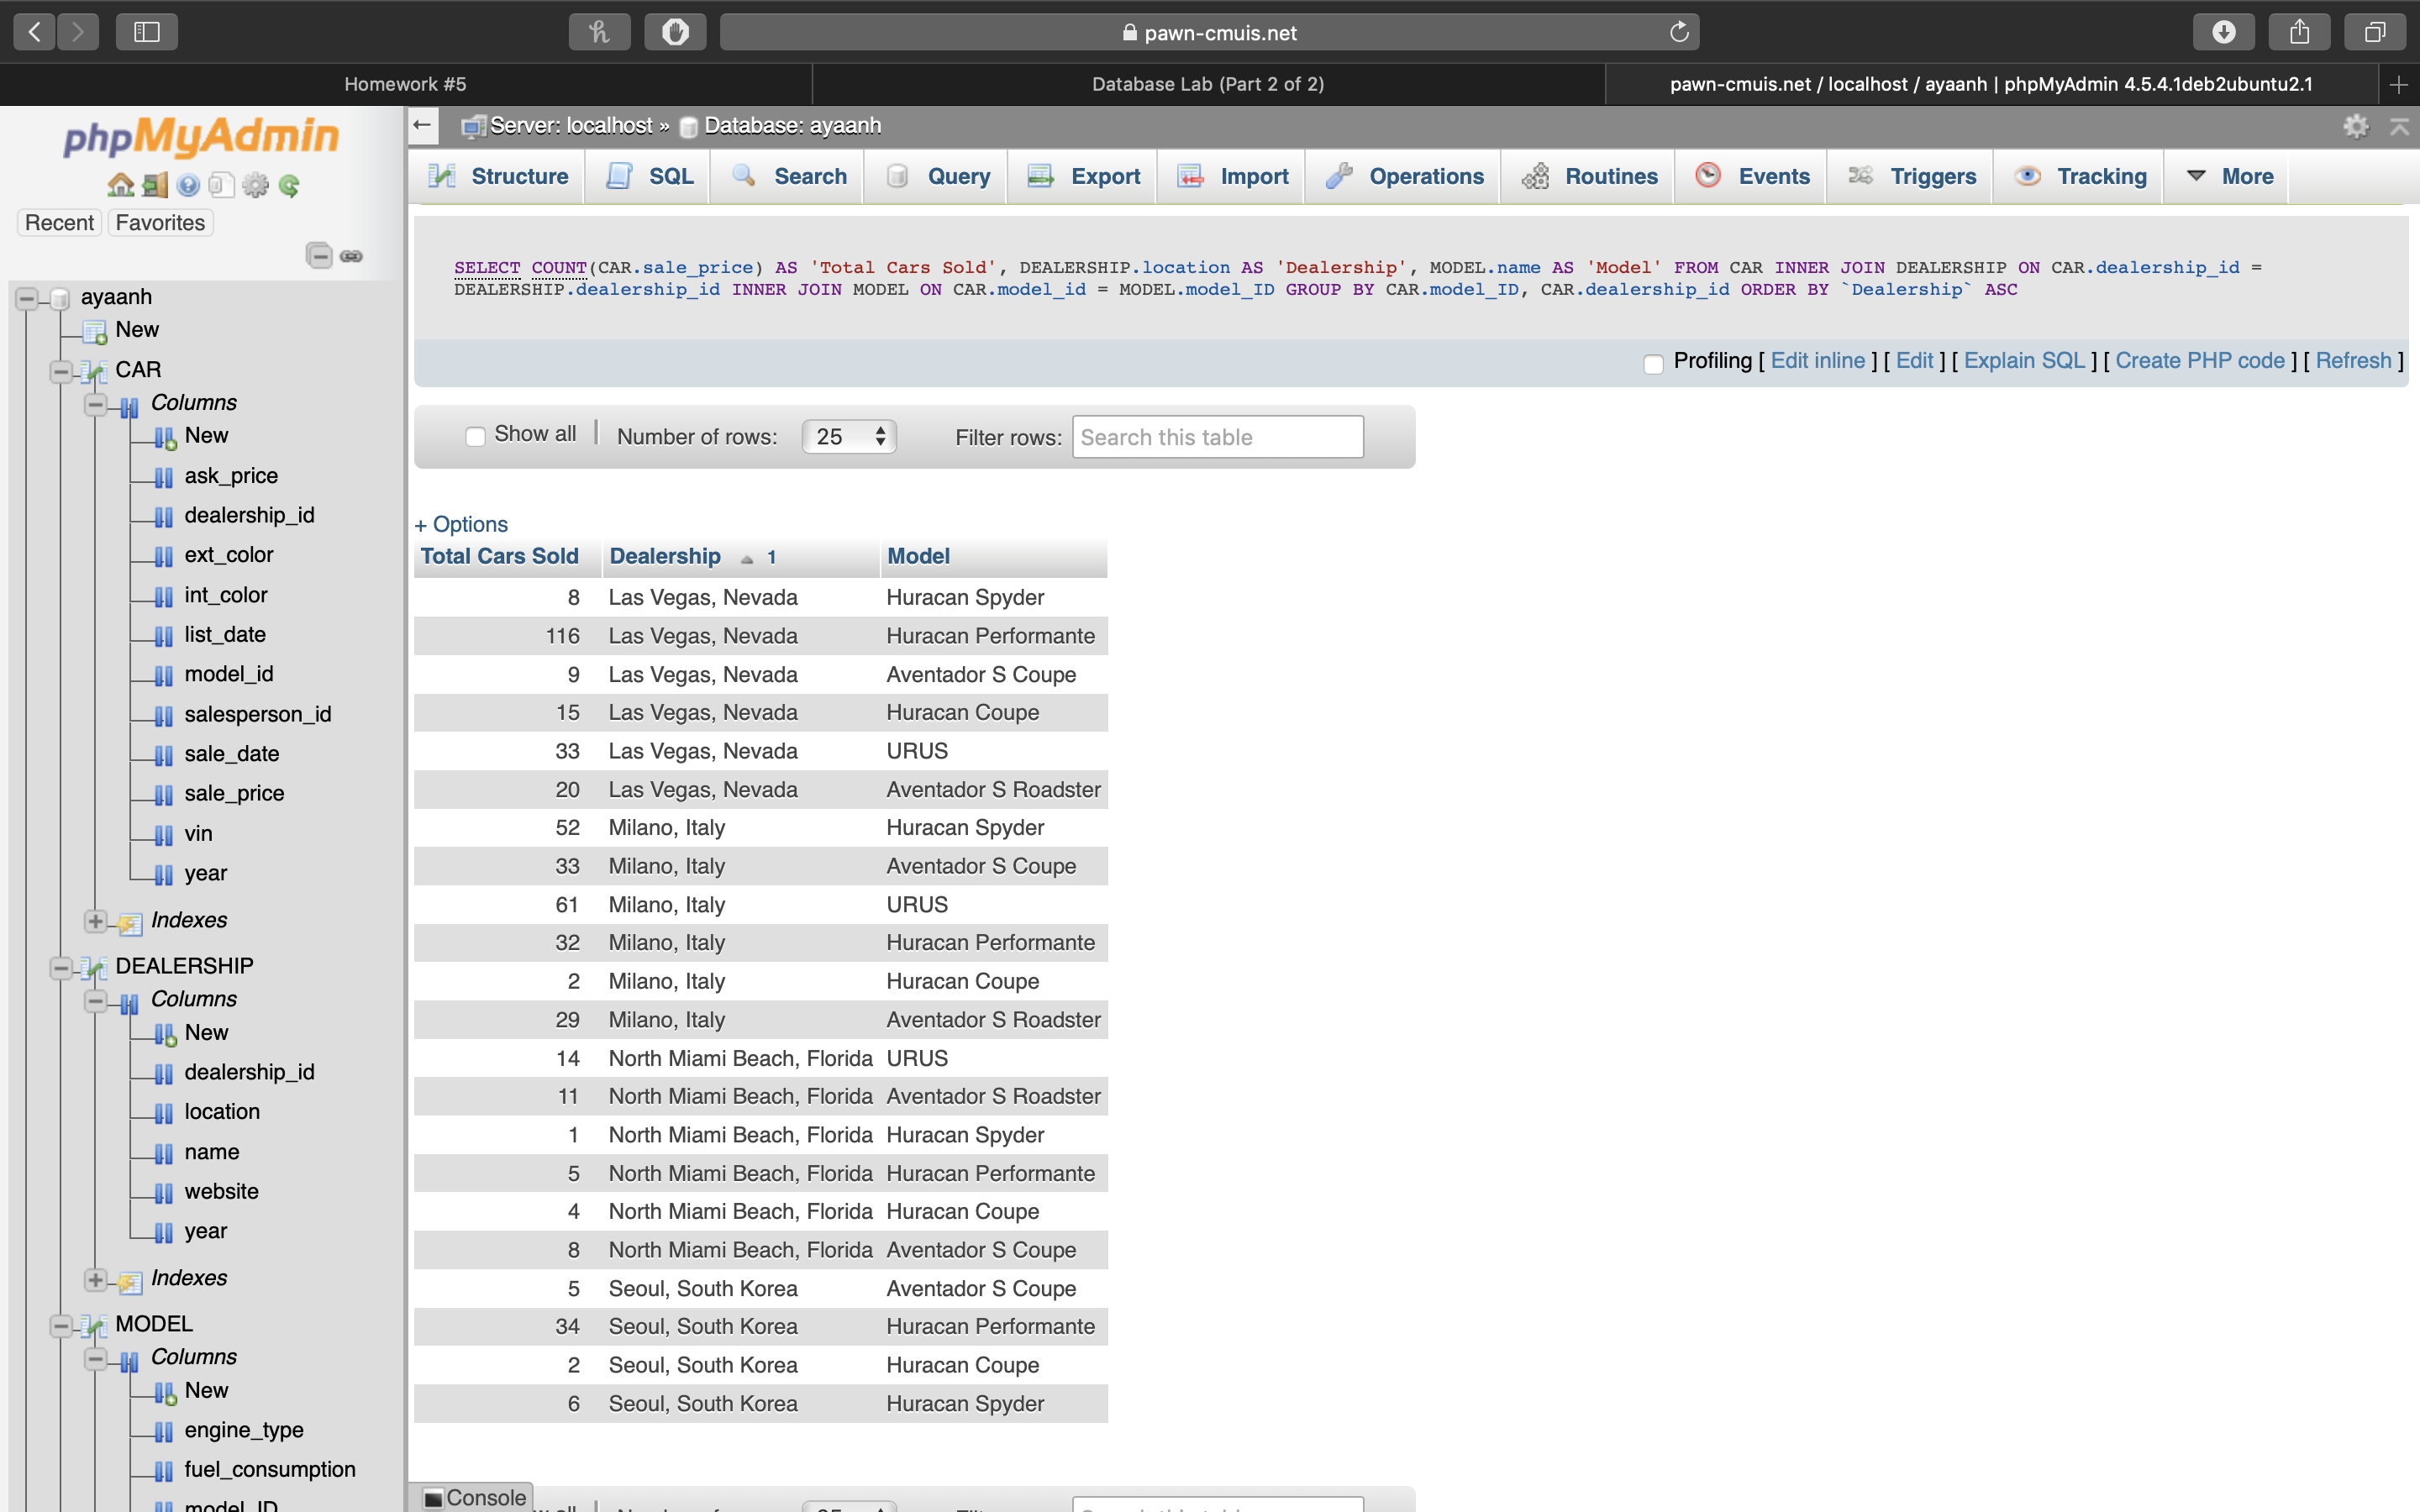 pawn-cmuis.net
Homework #5
Database Lab (Part 2 of 2)
pawn-cmuis.net / localhost / ayaanh | phpMyAdmin 4.5.4.1deb2ubuntu2.1
phpMyAdmin
Recent Favorites
ayaanh
New
CAR
Columns
New
ask_price
dealership_id
ext_color
int_color
list_date
model_id
salesperson_id
sale_date
sale_price
vin
year
Indexes
DEALERSHIP
Columns
New
dealership_id
location
name
website
year
Indexes
MODEL
Columns
New
engine_type
fuel_consumption
model_ID
Server: localhost » Database: ayaanh
Structure SQL Search Query Export Import Operations Routines Events Triggers Tracking More
SELECT COUNT(CAR.sale_price) AS 'Total Cars Sold', DEALERSHIP.location AS 'Dealership', MODEL.name AS 'Model' FROM CAR INNER JOIN DEALERSHIP ON CAR.dealership_id =
DEALERSHIP.dealership_id INNER JOIN MODEL ON CAR.model_id = MODEL.model_ID GROUP BY CAR.model_ID, CAR.dealership_id ORDER BY `Dealership` ASC
Profiling [ Edit inline ] [ Edit ] [ Explain SQL ] [ Create PHP code ] [ Refresh ]
Show all | Number of rows: 25 Filter rows: Search this table
+ Options
Total Cars Sold Dealership 1 Model
8 Las Vegas, Nevada Huracan Spyder
116 Las Vegas, Nevada Huracan Performante
9 Las Vegas, Nevada Aventador S Coupe
15 Las Vegas, Nevada Huracan Coupe
33 Las Vegas, Nevada URUS
20 Las Vegas, Nevada Aventador S Roadster
52 Milano, Italy Huracan Spyder
33 Milano, Italy Aventador S Coupe
61 Milano, Italy URUS
32 Milano, Italy Huracan Performante
2 Milano, Italy Huracan Coupe
29 Milano, Italy Aventador S Roadster
14 North Miami Beach, Florida URUS
11 North Miami Beach, Florida Aventador S Roadster
1 North Miami Beach, Florida Huracan Spyder
5 North Miami Beach, Florida Huracan Performante
4 North Miami Beach, Florida Huracan Coupe
8 North Miami Beach, Florida Aventador S Coupe
5 Seoul, South Korea Aventador S Coupe
34 Seoul, South Korea Huracan Performante
2 Seoul, South Korea Huracan Coupe
6 Seoul, South Korea Huracan Spyder
Console